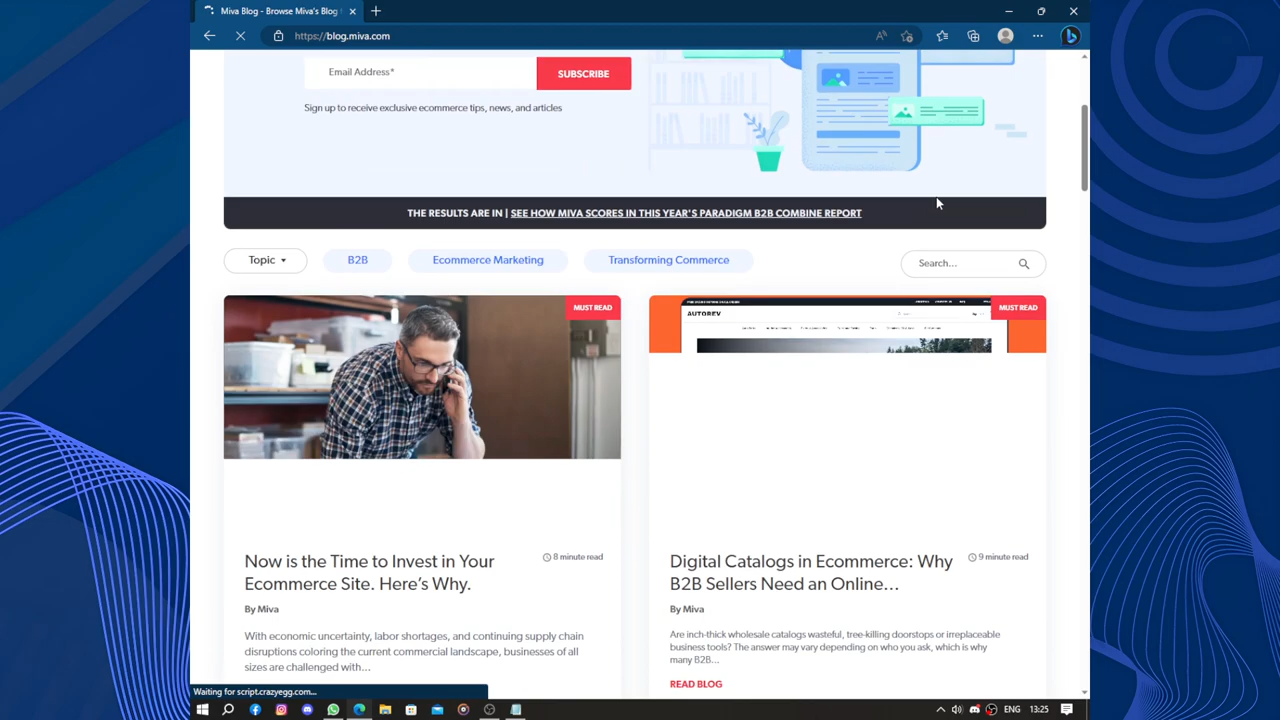 Miva Blog - Browse Miva's Blog
https://blog.miva.com
Email Address*
SUBSCRIBE
Sign up to receive exclusive ecommerce tips, news, and articles
THE RESULTS ARE IN | SEE HOW MIVA SCORES IN THIS YEAR'S PARADIGM B2B COMBINE REPORT
Topic
B2B
Ecommerce Marketing
Transforming Commerce
Search...
MUST READ
MUST READ
AUTOREV
Now is the Time to Invest in Your
Ecommerce Site. Here's Why.
8 minute read
By Miva
With economic uncertainty, labor shortages, and continuing supply chain
disruptions coloring the current commercial landscape, businesses of all
sizes are challenged with...
Digital Catalogs in Ecommerce: Why
B2B Sellers Need an Online...
9 minute read
By Miva
Are inch-thick wholesale catalogs wasteful, tree-killing doorstops or irreplaceable
business tools? The answer may vary depending on who you ask, which is why
many B2B...
READ BLOG
Waiting for script.crazyegg.com...
ENG
13:25